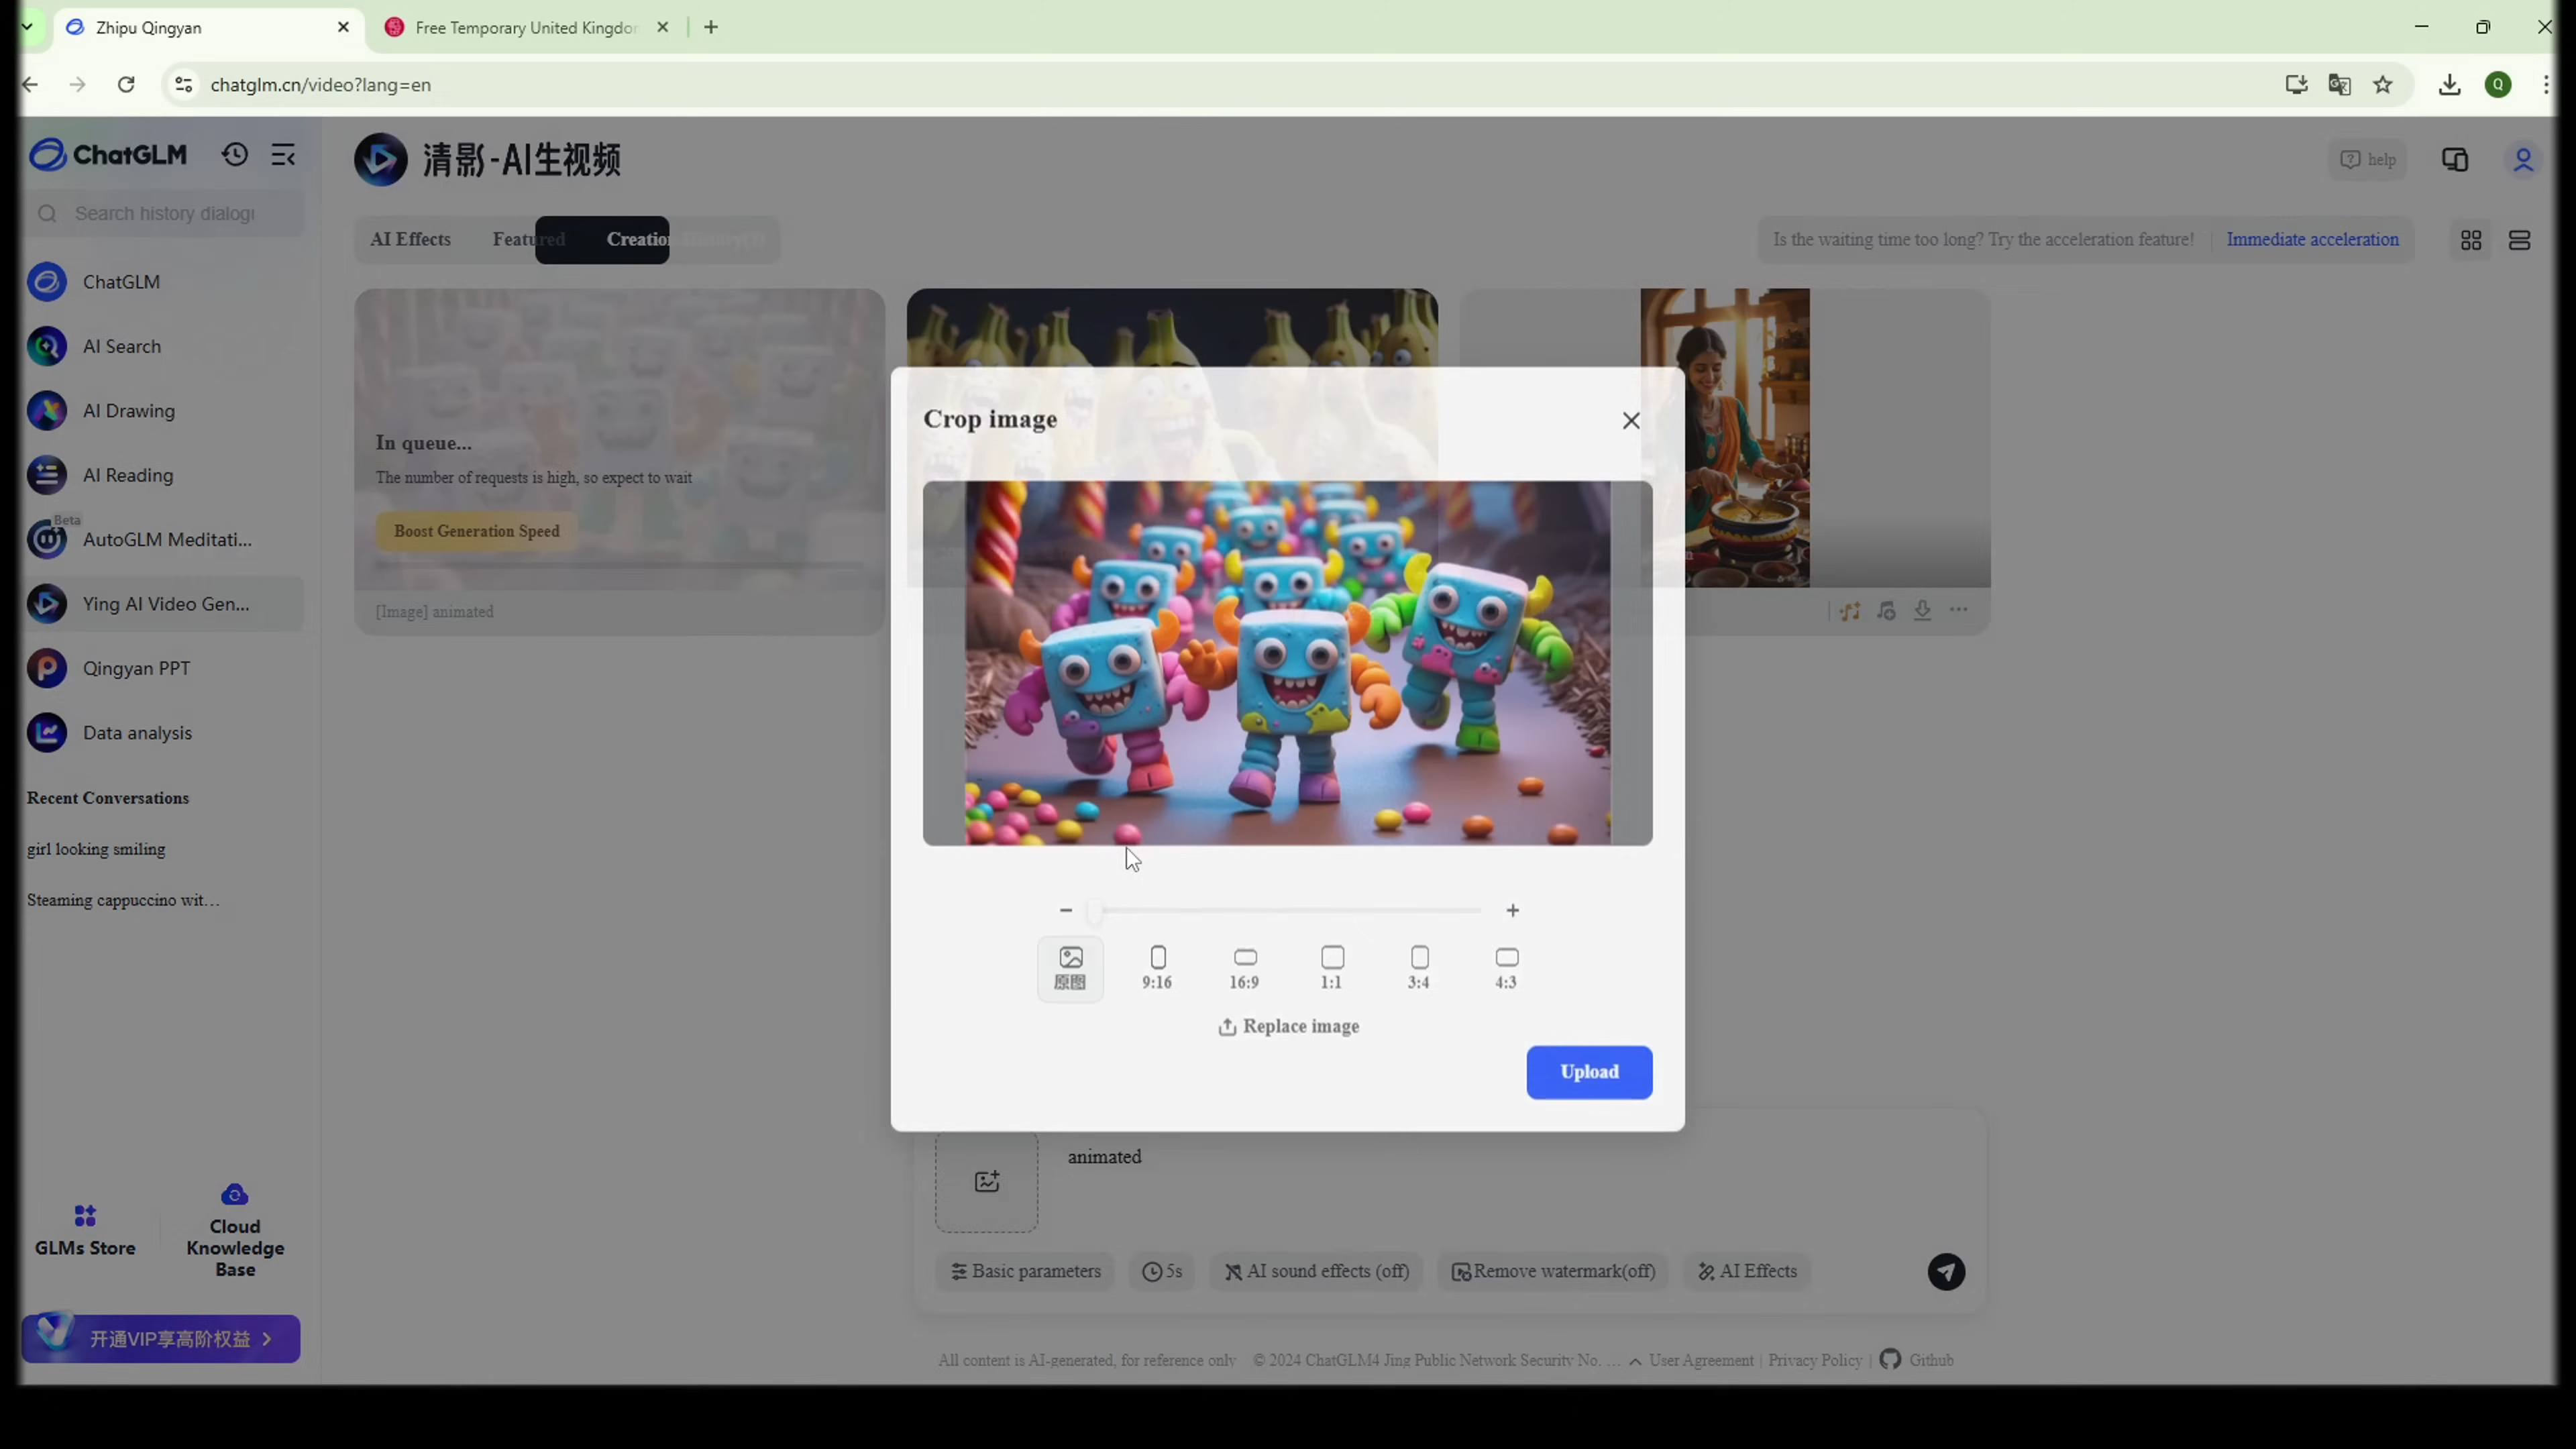 Zhipu Qingyan
Free Temporary United Kingdo
chatglm.cn/video?lang=en
Q
ChatGLM
Search history dialogu
ChatGLM
AI Search
AI Drawing
AI Reading
Beta
AutoGLM Meditati...
Ying AI Video Gen...
Qingyan PPT
Data analysis
Recent Conversations
girl looking smiling
Steaming cappuccino wit...
GLMs Store
Cloud
Knowledge
Base
开通VIP享高阶权益
清影-AI生视频
help
AI Effects
Featured
Creation
Is the waiting time too long? Try the acceleration feature!
Immediate acceleration
In queue...
The number of requests is high, so expect to wait
Boost Generation Speed
[Image] animated
Crop image
原图
9:16
16:9
1:1
3:4
4:3
Replace image
Upload
animated
Basic parameters
5s
AI sound effects (off)
Remove watermark(off)
AI Effects
All content is AI-generated, for reference only
© 2024 ChatGLM4 Jing Public Network Security No. ...
User Agreement
Privacy Policy
Github